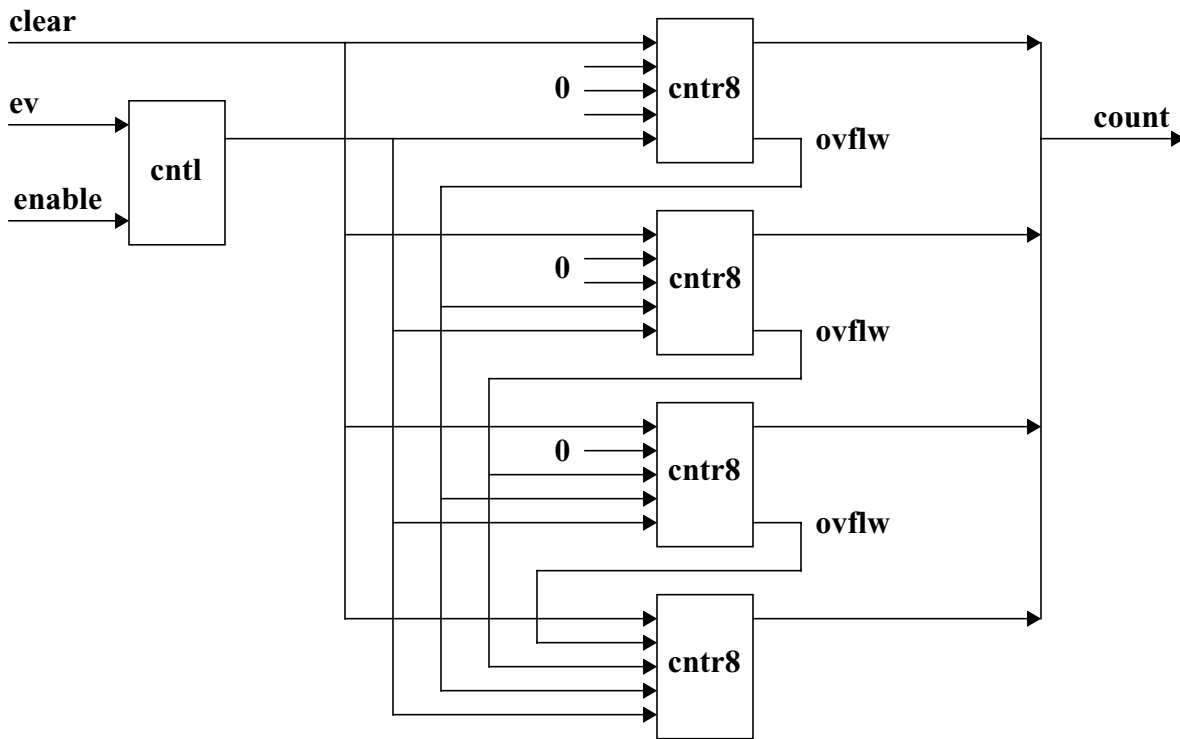 clear
ev
enable
cntl
0
cntr8
ovflw
count
0
cntr8
ovflw
0
cntr8
ovflw
cntr8